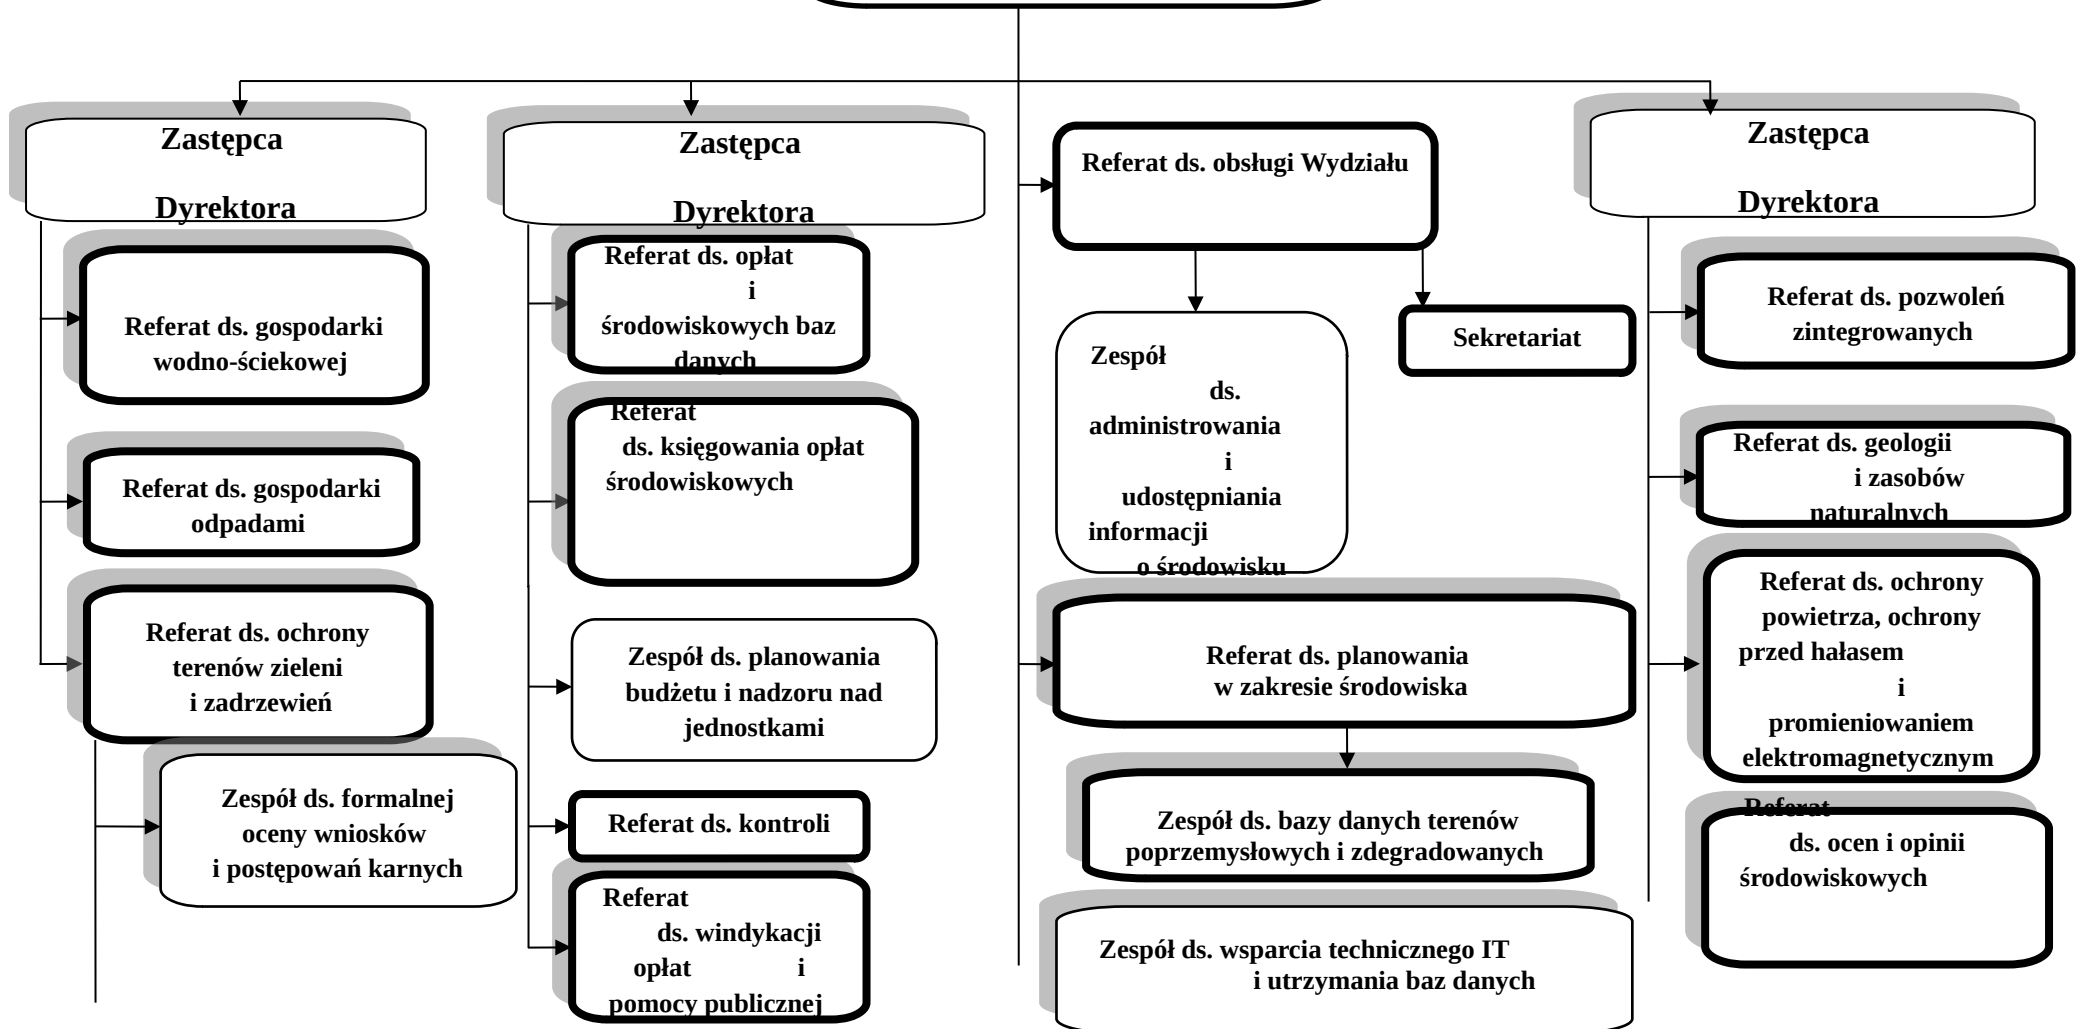 Zastępca
Dyrektora
Referat ds. gospodarki
wodno-ściekowej
Referat ds. gospodarki
odpadami
Referat ds. ochrony
terenów zieleni
i zadrzewień
Zespół ds. formalnej
oceny wniosków
i postępowań karnych
Zastępca
Dyrektora
Referat ds. opłat
i
środowiskowych baz
danych
Referat
ds. księgowania opłat
środowiskowych
Zespół ds. planowania
budżetu i nadzoru nad
jednostkami
Referat ds. kontroli
Referat
ds. windykacji
opłat i
pomocy publicznej
Referat ds. obsługi Wydziału
Zespół
ds.
administrowania
i
udostępniania
informacji
o środowisku
Sekretariat
Referat ds. planowania
w zakresie środowiska
Zespół ds. bazy danych terenów
poprzemysłowych i zdegradowanych
Zespół ds. wsparcia technicznego IT
i utrzymania baz danych
Zastępca
Dyrektora
Referat ds. pozwoleń
zintegrowanych
Referat ds. geologii
i zasobów
naturalnych
Referat ds. ochrony
powietrza, ochrony
przed hałasem
i
promieniowaniem
elektromagnetycznym
Referat
ds. ocen i opinii
środowiskowych